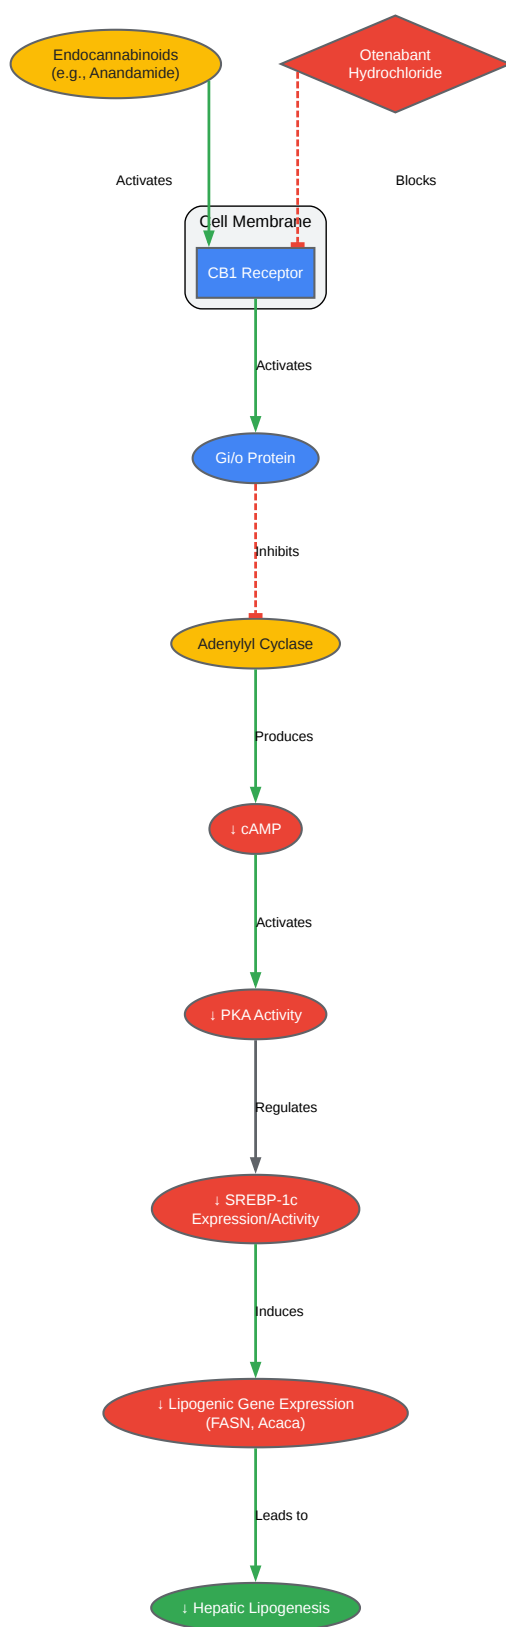 Endocannabinoids
(e.g., Anandamide)
Otenabant
Hydrochloride
Activates
Blocks
Cell Membrane
CB1 Receptor
Activates
Gi/o Protein
Inhibits
Adenylyl Cyclase
Produces
↓ cAMP
Activates
↓ PKA Activity
Regulates
↓ SREBP-1c
Expression/Activity
Induces
↓ Lipogenic Gene Expression
(FASN, Acaca)
Leads to
↓ Hepatic Lipogenesis